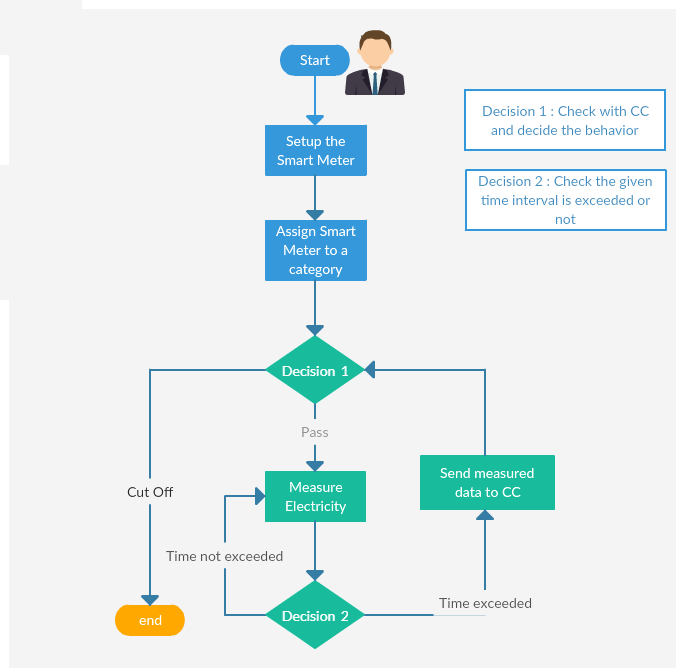 Start
Decision 1 : Check with CC
and decide the behavior
Setup the
Smart Meter
Decision 2 : Check the given
time interval is exceeded or
not
Assign Smart
Meter to a
category
Decision 1
Pass
Send measured
data to CC
Cut Off
Measure
Electricity
Time not exceeded
Time exceeded
end
Decision 2